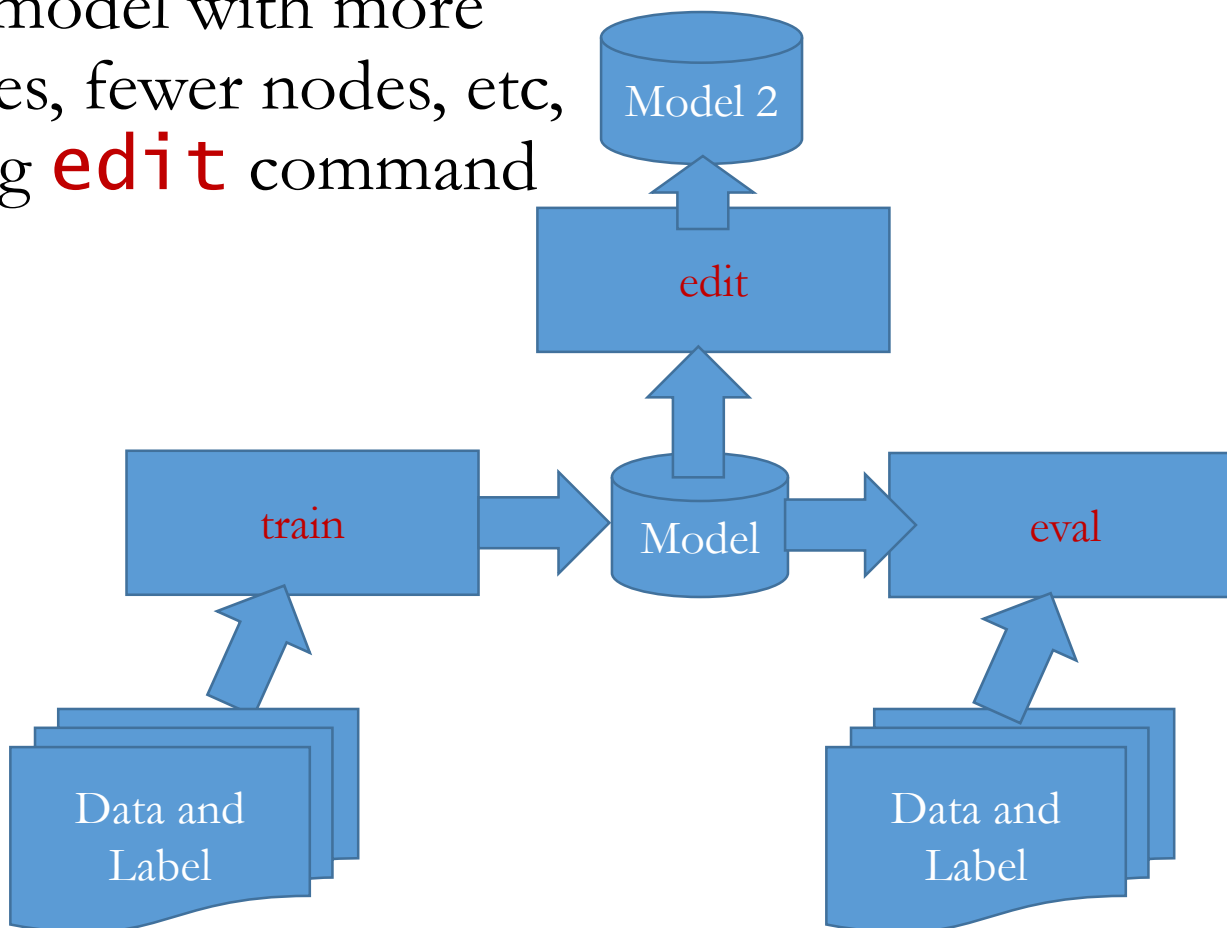 model with more
es, fewer nodes, etc,
g edit command
Model 2
edit
train
Model
eval
Data and
Label
Data and
Label